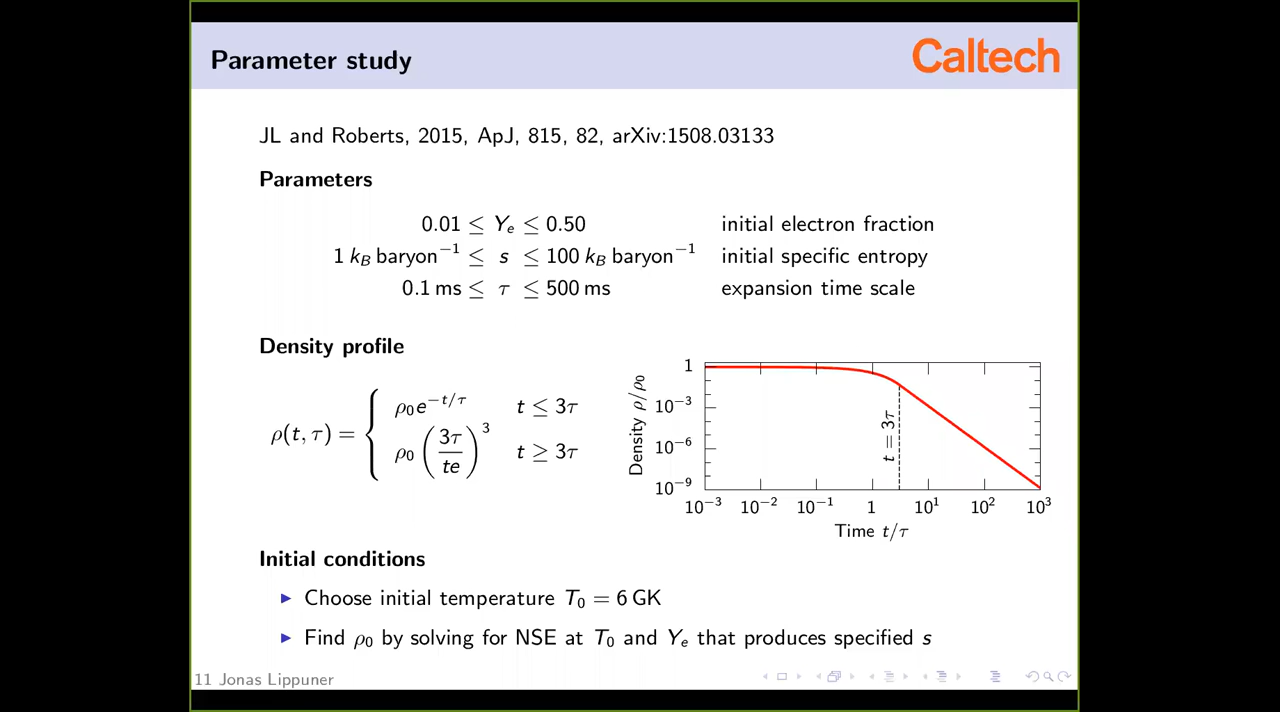 Parameter study
Caltech
JL and Roberts, 2015, ApJ, 815, 82, arXiv:1508.03133
Parameters
0.01 ≤ Yₑ ≤ 0.50 initial electron fraction
1 k_B baryon⁻¹ ≤ s ≤ 100 k_B baryon⁻¹ initial specific entropy
0.1 ms ≤ τ ≤ 500 ms expansion time scale
Density profile
ρ(t, τ) = { ρ₀e^{−t/τ} t ≤ 3τ
ρ₀ (3τ/te)³ t ≥ 3τ
Density ρ/ρ₀
1
10⁻³
10⁻⁶
10⁻⁹
t = 3τ
10⁻³ 10⁻² 10⁻¹ 1 10¹ 10² 10³
Time t/τ
Initial conditions
Choose initial temperature T₀ = 6 GK
Find ρ₀ by solving for NSE at T₀ and Yₑ that produces specified s
11 Jonas Lippuner